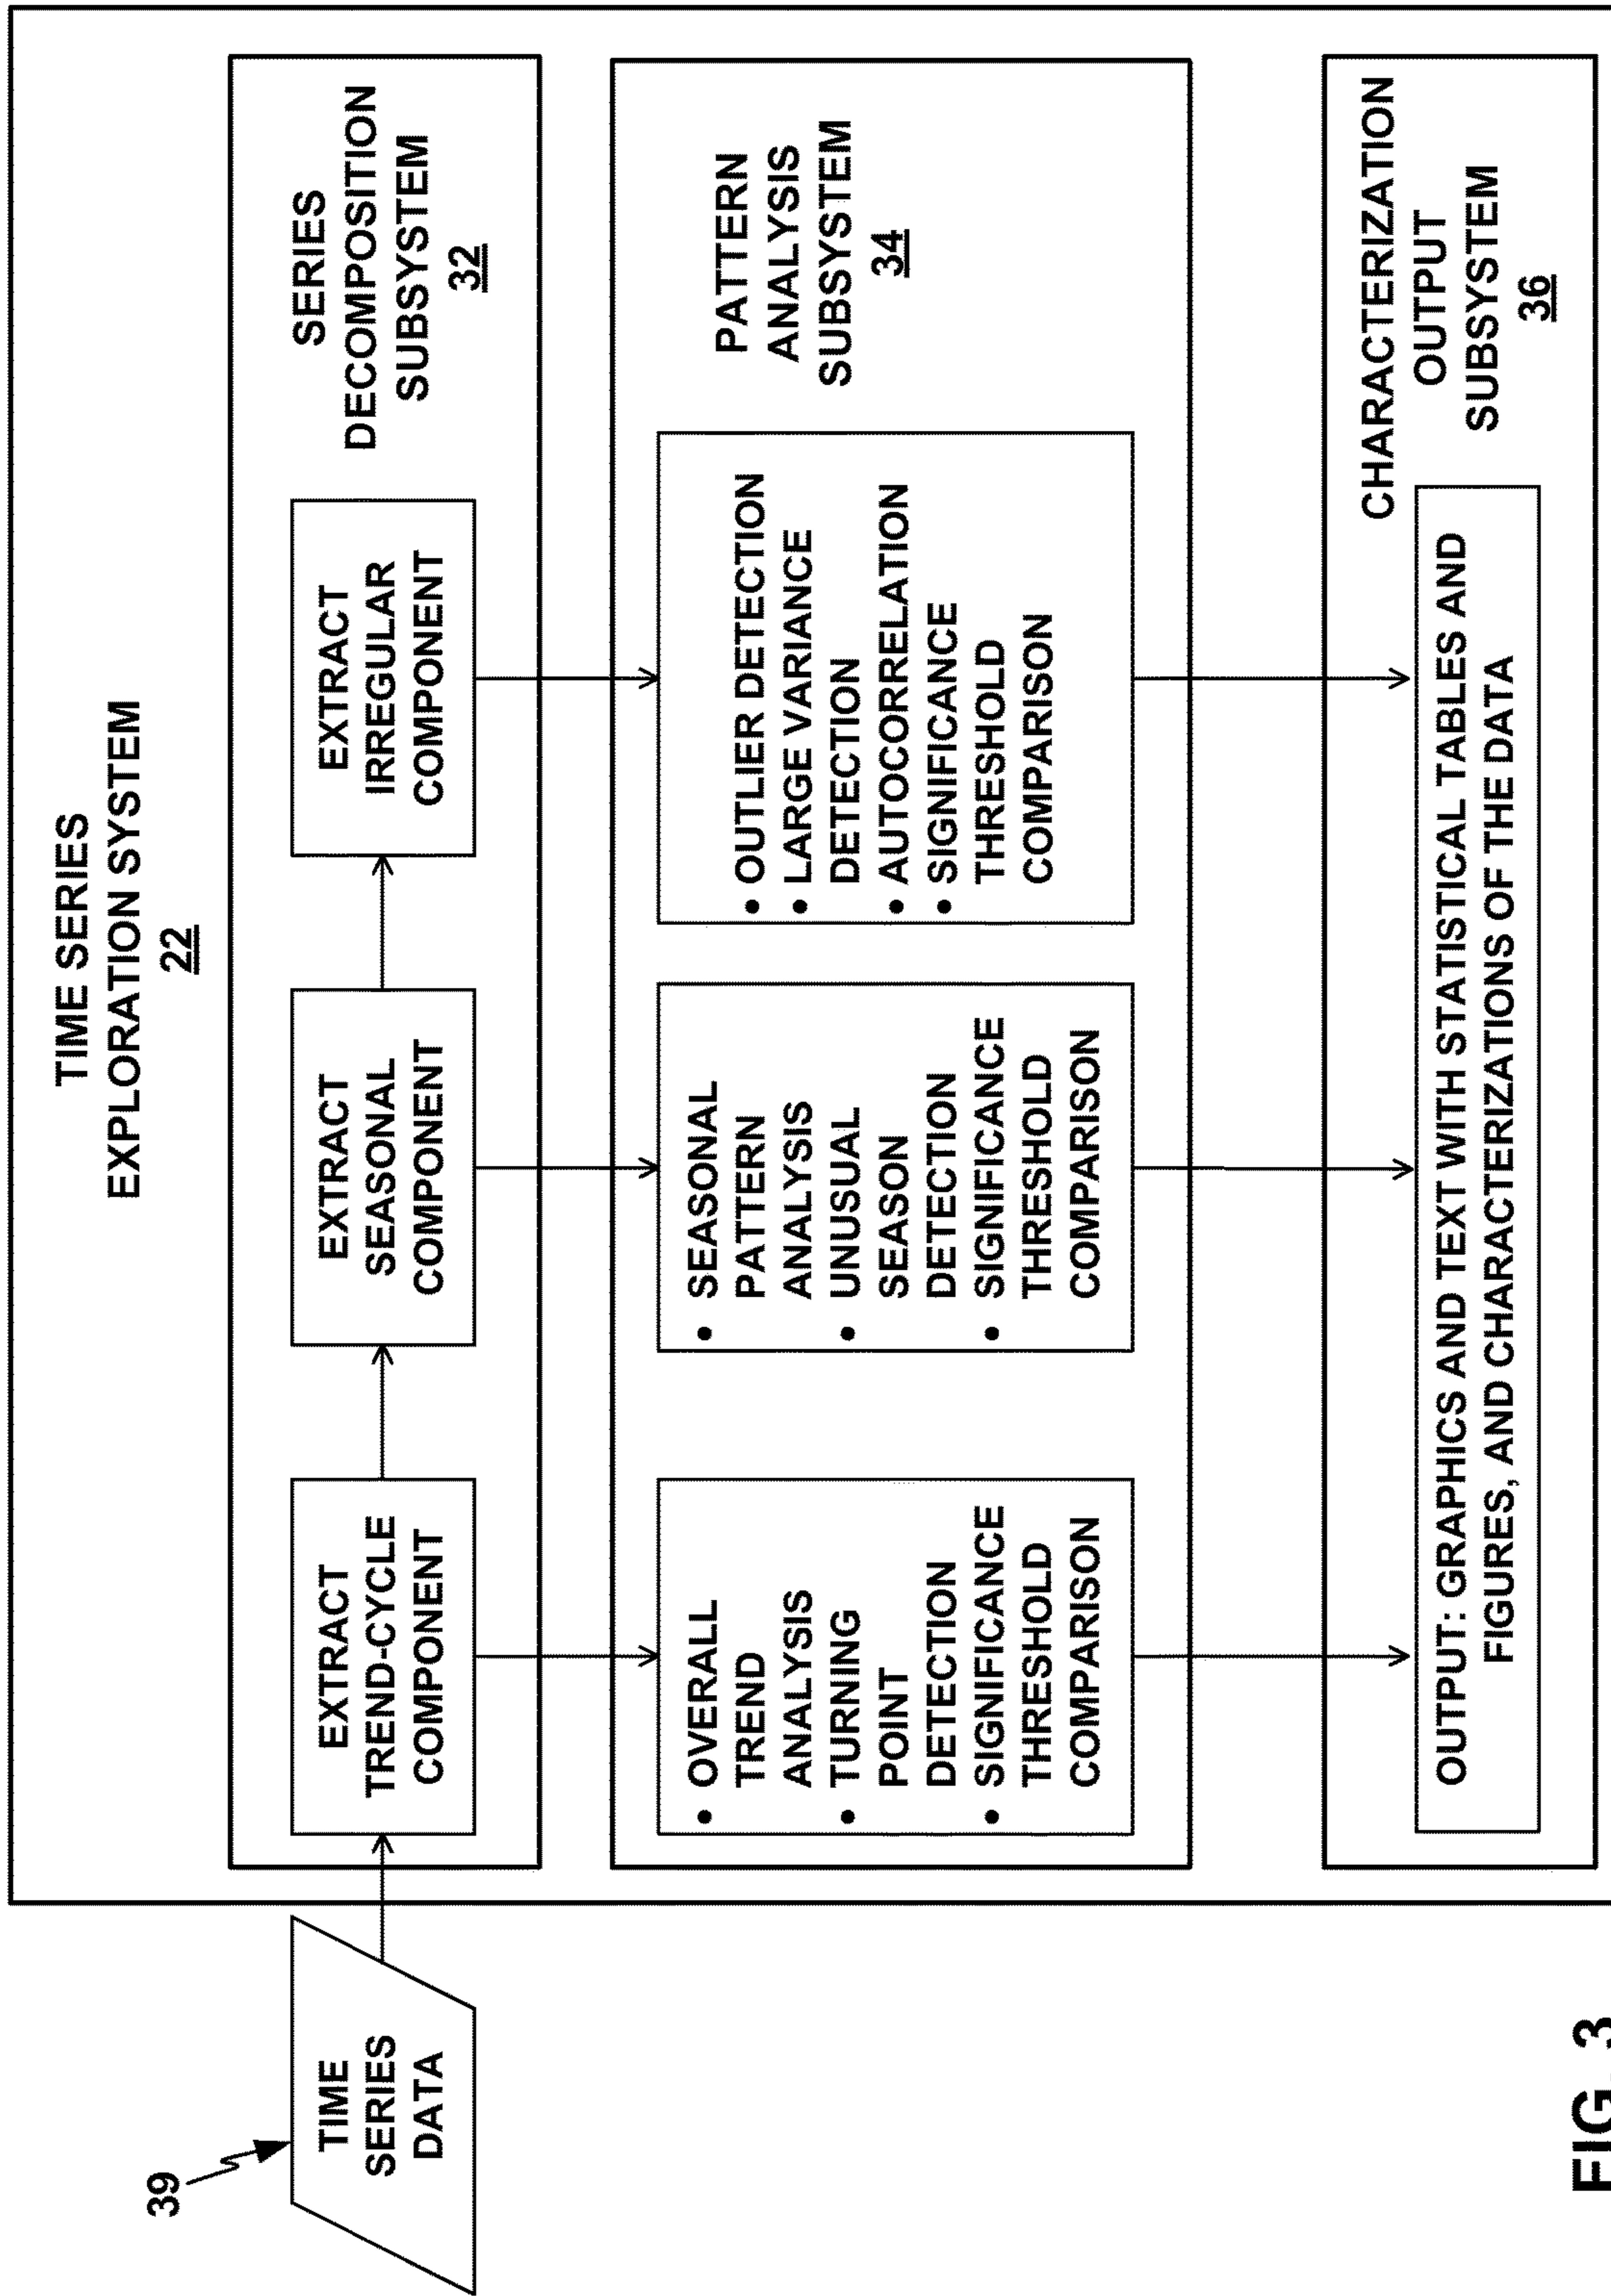 TIME SERIES
EXPLORATION SYSTEM
22
39
TIME
SERIES
DATA
EXTRACT
TREND-CYCLE
COMPONENT
EXTRACT
SEASONAL
COMPONENT
EXTRACT
IRREGULAR
COMPONENT
SERIES
DECOMPOSITION
SUBSYSTEM
32
• OVERALL
TREND
ANALYSIS
• TURNING
POINT
DETECTION
• SIGNIFICANCE
THRESHOLD
COMPARISON
• SEASONAL
PATTERN
ANALYSIS
• UNUSUAL
SEASON
DETECTION
• SIGNIFICANCE
THRESHOLD
COMPARISON
• OUTLIER DETECTION
• LARGE VARIANCE
DETECTION
• AUTOCORRELATION
• SIGNIFICANCE
THRESHOLD
COMPARISON
PATTERN
ANALYSIS
SUBSYSTEM
34
OUTPUT: GRAPHICS AND TEXT WITH STATISTICAL TABLES AND
FIGURES, AND CHARACTERIZATIONS OF THE DATA
CHARACTERIZATION
OUTPUT
SUBSYSTEM
36
FIG. 3